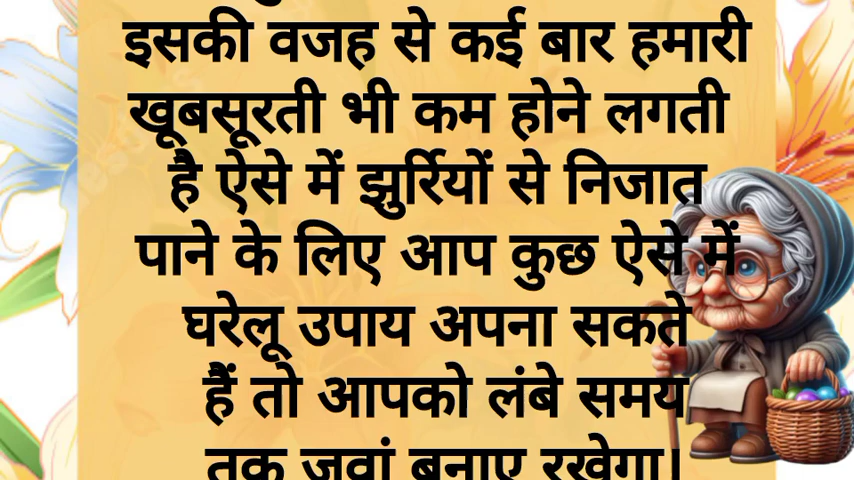 इसकी वजह से कई बार हमारी
खूबसूरती भी कम होने लगती
है ऐसे में झुर्रियों से निजात
पाने के लिए आप कुछ ऐसे में
घरेलू उपाय अपना सकते
हैं तो आपको लंबे समय
तक जवां बनाए रखेगा।